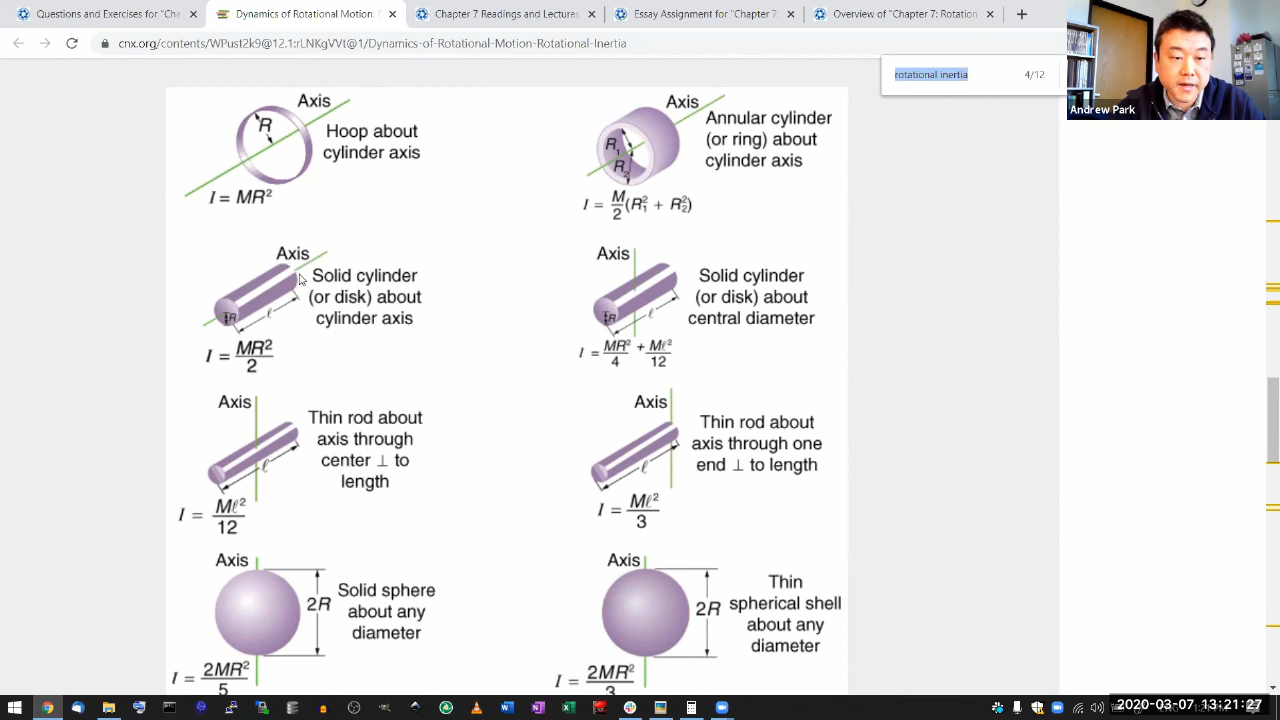 Questions and Exercises for "Che
Dynamics of Rotational Motion
Chapter 7 Readings and Lectures
Essay Assignment for "Chapter 7:
Overview of "Chapter 7: Rotation
cnx.org/contents/WPust2k9@12.1:rLNKgVVt@1/Dynamics-of-Rotational-Motion-Rotational-Inertia
rotational inertia 4/12
Andrew Park
Axis
R
Hoop about
cylinder axis
I = MR²
Axis
R₁
R₂
Annular cylinder
(or ring) about
cylinder axis
I = M/2 (R₁² + R₂²)
Axis
R
ℓ
Solid cylinder
(or disk) about
cylinder axis
I = MR²/2
Axis
R
ℓ
Solid cylinder
(or disk) about
central diameter
I = MR²/4 + Mℓ²/12
Axis
ℓ
Thin rod about
axis through
center ⊥ to
length
I = Mℓ²/12
Axis
ℓ
Thin rod about
axis through one
end ⊥ to length
I = Mℓ²/3
Axis
2R
Solid sphere
about any
diameter
I = 2MR²/5
Axis
2R
Thin
spherical shell
about any
diameter
I = 2MR²/3
2020-03-07 13:21:27